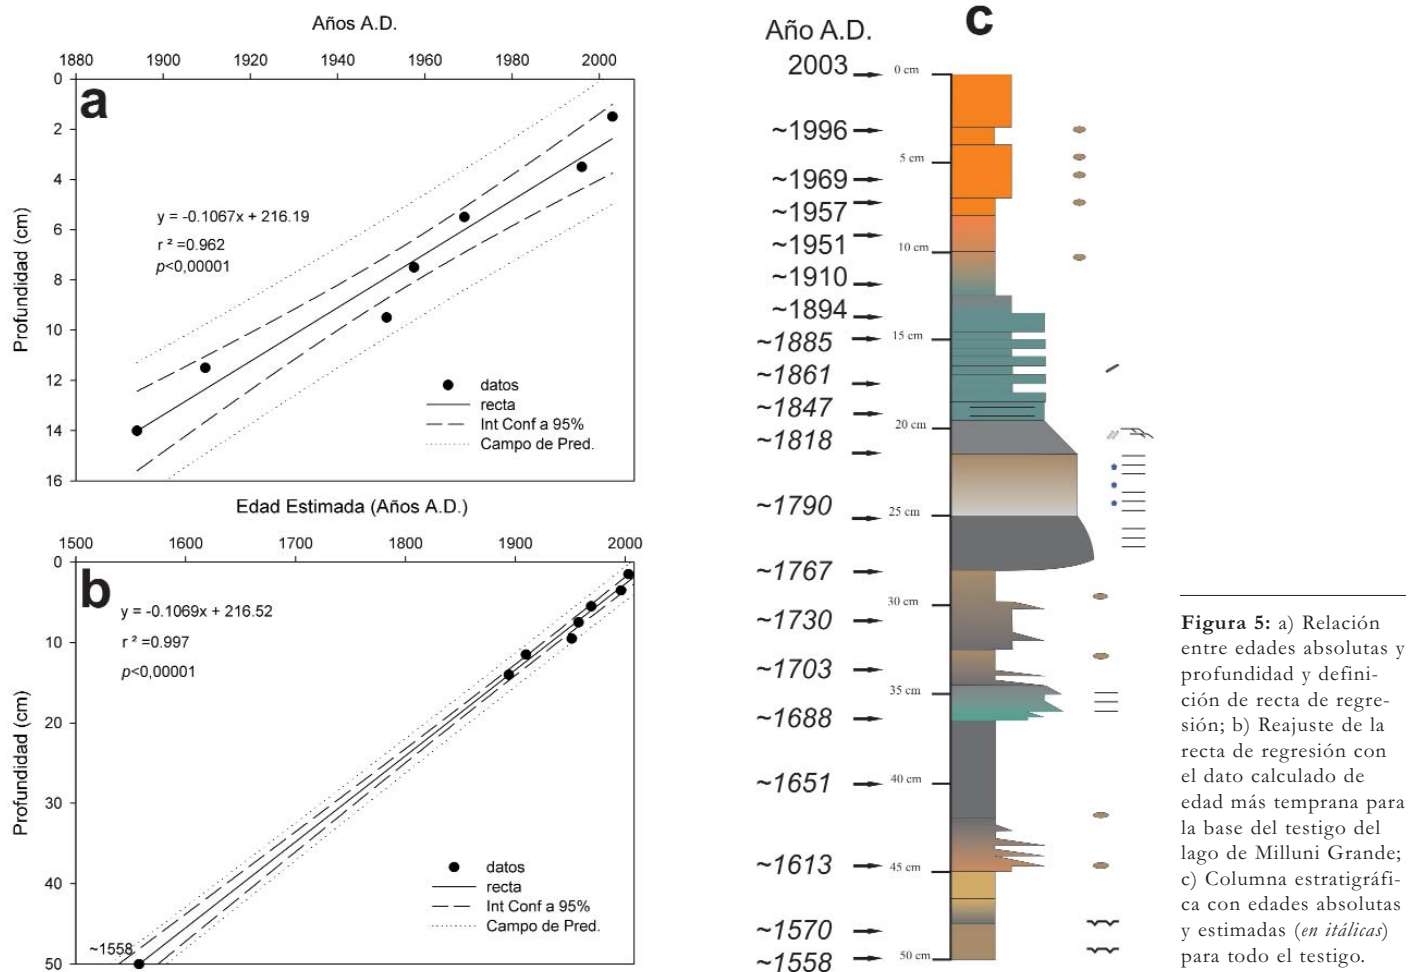 Años A.D.
1880 1900 1920 1940 1960 1980 2000
a
0
2
4
6
8
10
12
14
16
Profundidad (cm)
y = -0.1067x + 216.19
r ² =0.962
p<0,00001
datos
recta
Int Conf a 95%
Campo de Pred.
Edad Estimada (Años A.D.)
1500 1600 1700 1800 1900 2000
b
0
10
20
30
40
50
Profundidad (cm)
y = -0.1069x + 216.52
r ² =0.997
p<0,00001
~1558
datos
recta
Int Conf a 95%
Campo de Pred.
c
Año A.D.
2003
~1996
~1969
~1957
~1951
~1910
~1894
~1885
~1861
~1847
~1818
~1790
~1767
~1730
~1703
~1688
~1651
~1613
~1570
~1558
0 cm
5 cm
10 cm
15 cm
20 cm
25 cm
30 cm
35 cm
40 cm
45 cm
50 cm
Figura 5: a) Relación
entre edades absolutas y
profundidad y defini-
ción de recta de regre-
sión; b) Reajuste de la
recta de regresión con
el dato calculado de
edad más temprana para
la base del testigo del
lago de Milluni Grande;
c) Columna estratigráfi-
ca con edades absolutas
y estimadas (en itálicas)
para todo el testigo.